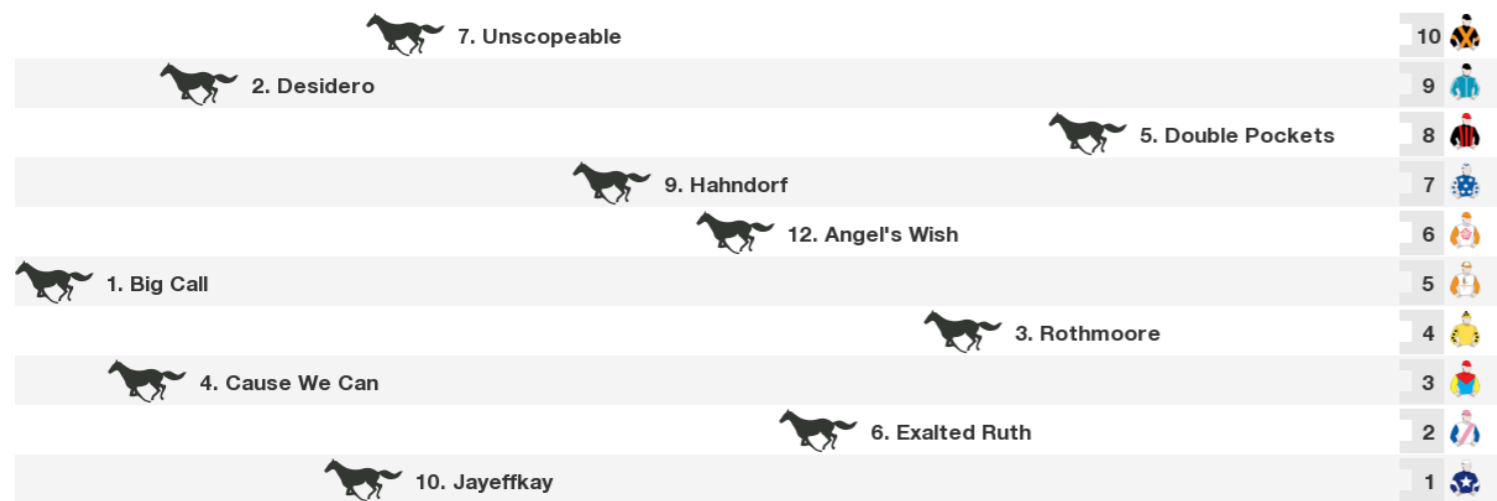 7. Unscopeable 10
2. Desidero 9
5. Double Pockets 8
9. Hahndorf 7
12. Angel's Wish 6
1. Big Call 5
3. Rothmoore 4
4. Cause We Can 3
6. Exalted Ruth 2
10. Jayeffkay 1